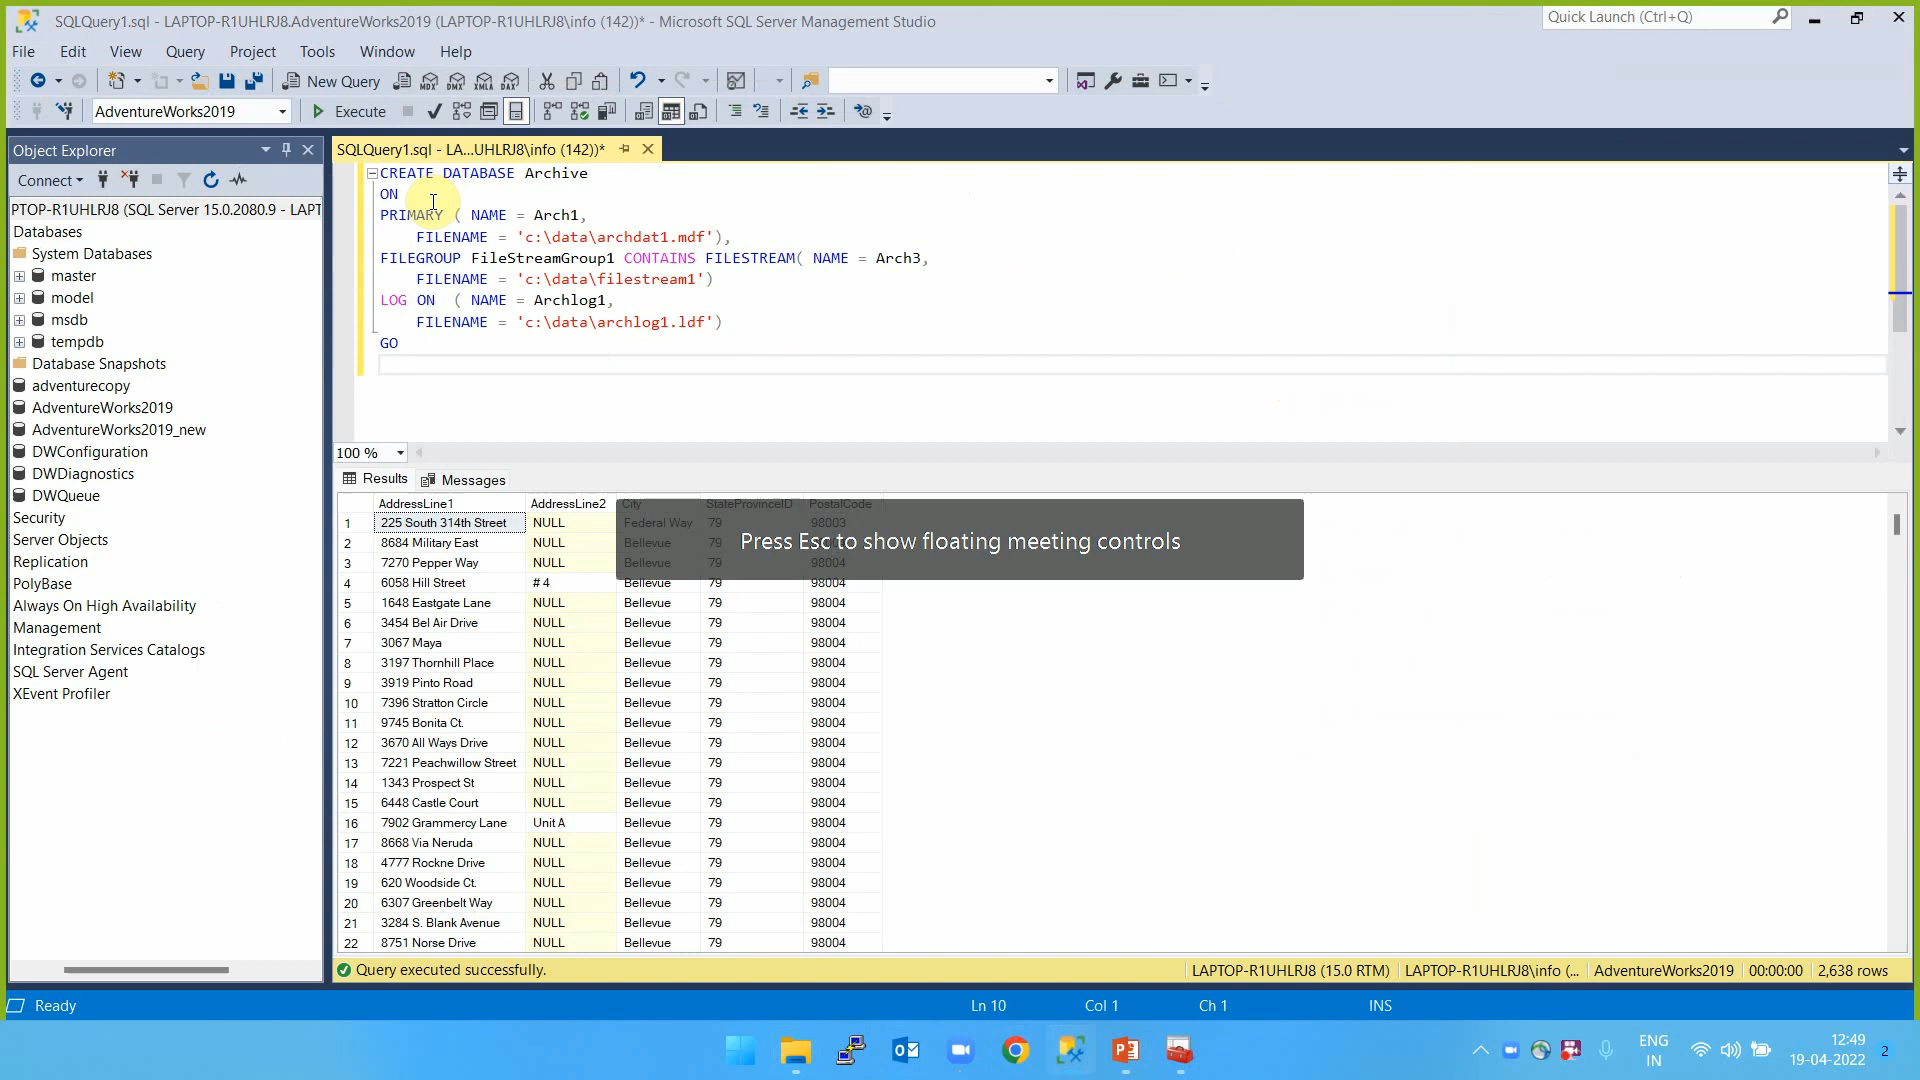 SQLQuery1.sql - LAPTOP-R1UHLRJ8.AdventureWorks2019 (LAPTOP-R1UHLRJ8\info (142))* - Microsoft SQL Server Management Studio
Quick Launch (Ctrl+Q)
File Edit View Query Project Tools Window Help
New Query
AdventureWorks2019
Execute
Object Explorer
Connect
PTOP-R1UHLRJ8 (SQL Server 15.0.2080.9 - LAPT
Databases
System Databases
master
model
msdb
tempdb
Database Snapshots
adventurecopy
AdventureWorks2019
AdventureWorks2019_new
DWConfiguration
DWDiagnostics
DWQueue
Security
Server Objects
Replication
PolyBase
Always On High Availability
Management
Integration Services Catalogs
SQL Server Agent
XEvent Profiler
SQLQuery1.sql - LA...UHLRJ8\info (142))*
CREATE DATABASE Archive
ON
PRIMARY ( NAME = Arch1,
FILENAME = 'c:\data\archdat1.mdf'),
FILEGROUP FileStreamGroup1 CONTAINS FILESTREAM( NAME = Arch3,
FILENAME = 'c:\data\filestream1')
LOG ON ( NAME = Archlog1,
FILENAME = 'c:\data\archlog1.ldf')
GO
100 %
Results Messages
AddressLine1 AddressLine2 City StateProvinceID PostalCode
1 225 South 314th Street NULL Federal Way 79 98003
2 8684 Military East NULL
3 7270 Pepper Way NULL Bellevue 79 98004
4 6058 Hill Street # 4 Bellevue 79 98004
5 1648 Eastgate Lane NULL Bellevue 79 98004
6 3454 Bel Air Drive NULL Bellevue 79 98004
7 3067 Maya NULL Bellevue 79 98004
8 3197 Thornhill Place NULL Bellevue 79 98004
9 3919 Pinto Road NULL Bellevue 79 98004
10 7396 Stratton Circle NULL Bellevue 79 98004
11 9745 Bonita Ct. NULL Bellevue 79 98004
12 3670 All Ways Drive NULL Bellevue 79 98004
13 7221 Peachwillow Street NULL Bellevue 79 98004
14 1343 Prospect St NULL Bellevue 79 98004
15 6448 Castle Court NULL Bellevue 79 98004
16 7902 Grammercy Lane Unit A Bellevue 79 98004
17 8668 Via Neruda NULL Bellevue 79 98004
18 4777 Rockne Drive NULL Bellevue 79 98004
19 620 Woodside Ct. NULL Bellevue 79 98004
20 6307 Greenbelt Way NULL Bellevue 79 98004
21 3284 S. Blank Avenue NULL Bellevue 79 98004
22 8751 Norse Drive NULL Bellevue 79 98004
Press Esc to show floating meeting controls
Query executed successfully. LAPTOP-R1UHLRJ8 (15.0 RTM) LAPTOP-R1UHLRJ8\info (... AdventureWorks2019 00:00:00 2,638 rows
Ready Ln 10 Col 1 Ch 1 INS
ENG
IN
12:49
19-04-2022
2